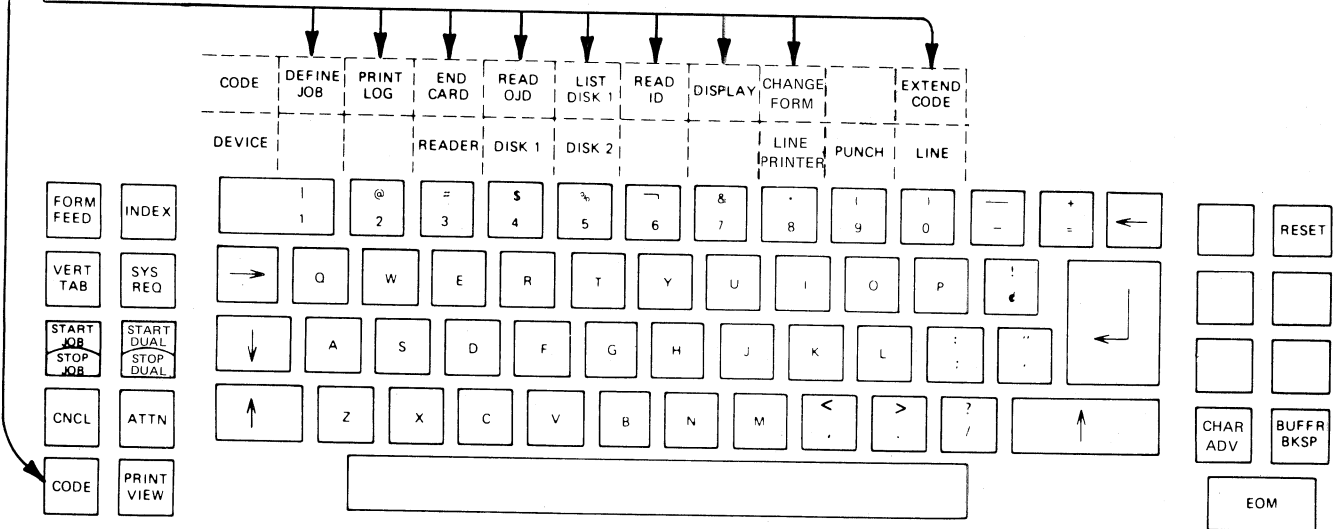 CODE DEFINE JOB PRINT LOG END CARD READ OJD LIST DISK 1 READ ID DISPLAY CHANGE FORM EXTEND CODE
DEVICE READER DISK 1 DISK 2 LINE PRINTER PUNCH LINE
FORM FEED INDEX | 1 @ 2 # 3 $ 4 % 5 ¬ 6 & 7 * 8 ( 9 ) 0 — - + = ← RESET
VERT TAB SYS REQ → Q W E R T Y U I O P ! ¢
START JOB STOP JOB START DUAL STOP DUAL ↓ A S D F G H J K L : ; " ' ↵
CNCL ATTN ↑ Z X C V B N M < , > . ? / ↑ CHAR ADV BUFFR BKSP
CODE PRINT VIEW EOM